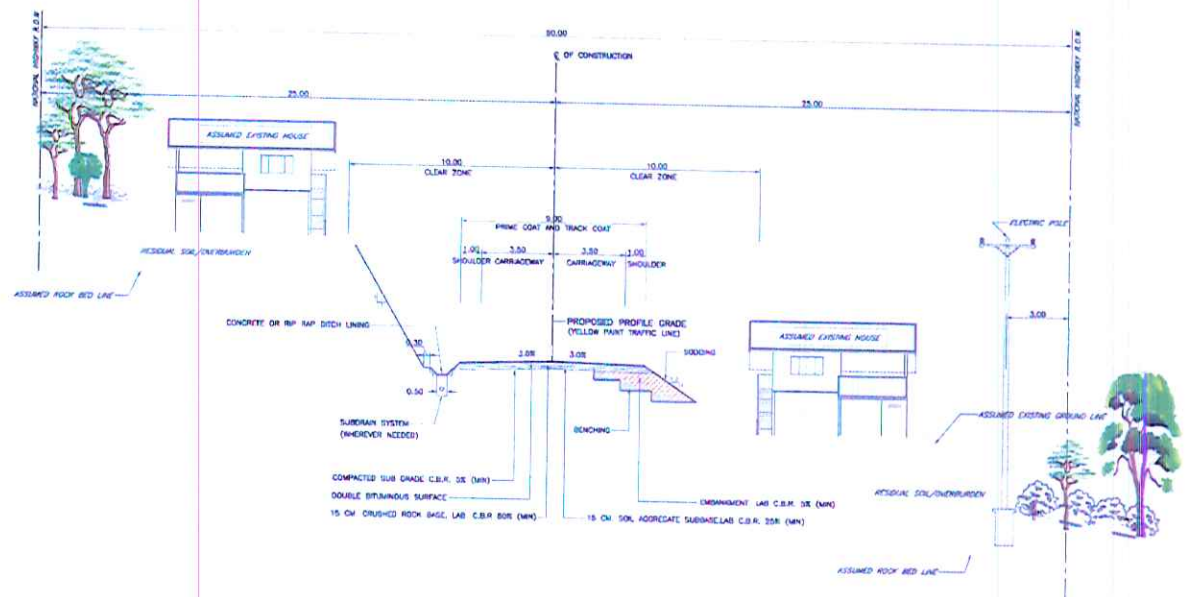 NATIONAL HIGHWAY R.O.W
50.00
NATIONAL HIGHWAY R.O.W
℄ OF CONSTRUCTION
25.00
25.00
ASSUMED EXISTING HOUSE
10.00
CLEAR ZONE
10.00
CLEAR ZONE
9.00
PRIME COAT AND TRACK COAT
ELECTRIC POLE
1.00
3.50
3.50
1.00
SHOULDER
CARRIAGEWAY
CARRIAGEWAY
SHOULDER
RESIDUAL SOIL/OVERBURDEN
ASSUMED ROCK BED LINE
3.00
CONCRETE OR RIP RAP DITCH LINING
PROPOSED PROFILE GRADE
(YELLOW PAINT TRAFFIC LINE)
ASSUMED EXISTING HOUSE
0.30
3.0%
3.0%
SODDING
0.50
SUBDRAIN SYSTEM
(WHEREVER NEEDED)
BENCHING
ASSUMED EXISTING GROUND LINE
COMPACTED SUB GRADE C.B.R. 5% (MIN)
DOUBLE BITUMINOUS SURFACE
15 CM. CRUSHED ROCK BASE, LAB C.B.R 80% (MIN)
EMBANKMENT LAB C.B.R. 5% (MIN)
15 CM. SOIL AGGREGATE SUBBASE,LAB C.B.R. 25% (MIN)
RESIDUAL SOIL/OVERBURDEN
ASSUMED ROCK BED LINE